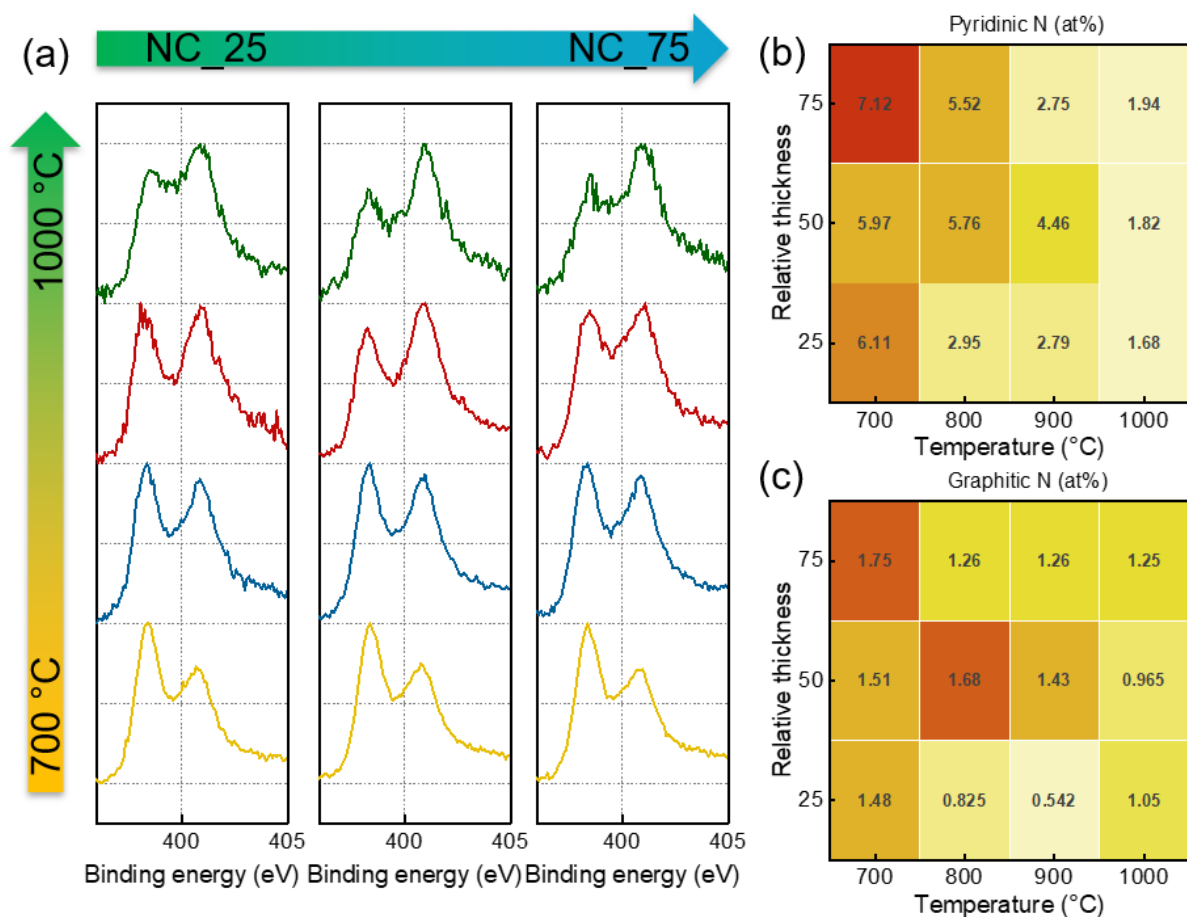 (a)
NC_25
NC_75
1000 °C
700 °C
400
405
400
405
400
405
Binding energy (eV)
Binding energy (eV)
Binding energy (eV)
(b)
Pyridinic N (at%)
Relative thickness
75
7.12
5.52
2.75
1.94
50
5.97
5.76
4.46
1.82
25
6.11
2.95
2.79
1.68
700
800
900
1000
Temperature (°C)
(c)
Graphitic N (at%)
Relative thickness
75
1.75
1.26
1.26
1.25
50
1.51
1.68
1.43
0.965
25
1.48
0.825
0.542
1.05
700
800
900
1000
Temperature (°C)